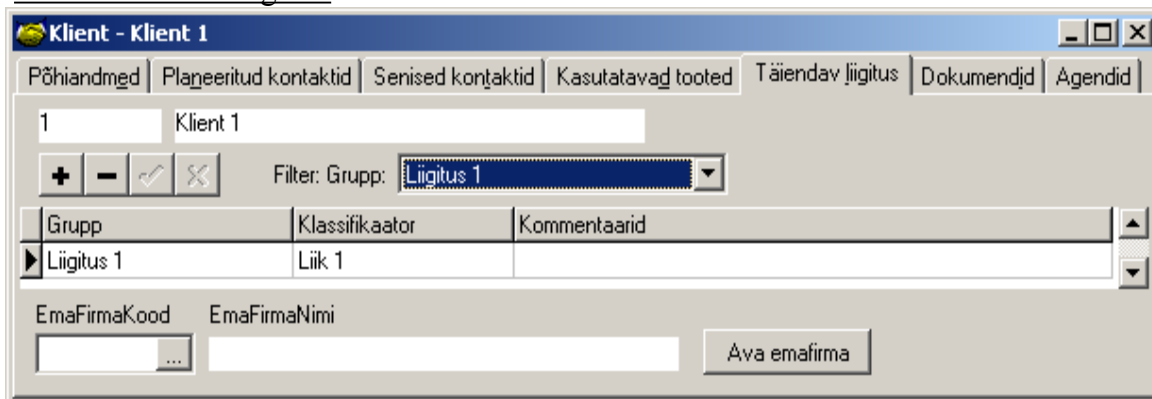 Klient - Klient 1
Põhiandmed Planeeritud kontaktid Senised kontaktid Kasutatavad tooted Täiendav liigitus Dokumendid Agendid
1 Klient 1
Filter: Grupp: Liigitus 1
Grupp Klassifikaator Kommentaarid
Liigitus 1 Liik 1
EmaFirmaKood EmaFirmaNimi
... Ava emafirma